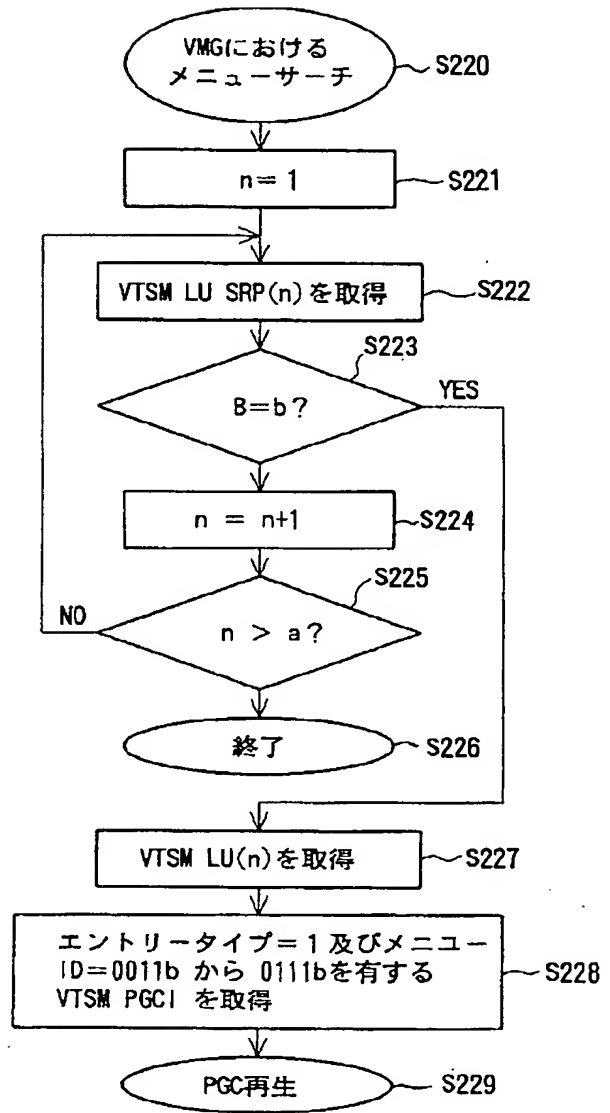 VMGにおける
メニューサーチ
S220
n=1
S221
VTSM LU SRP(n)を取得
S222
S223
B=b?
YES
n = n+1
S224
S225
NO
n > a?
終了
S226
VTSM LU(n)を取得
S227
エントリータイプ=1及びメニュー
ID=0011b から 0111bを有する
VTSM PGCI を取得
S228
PGC再生
S229